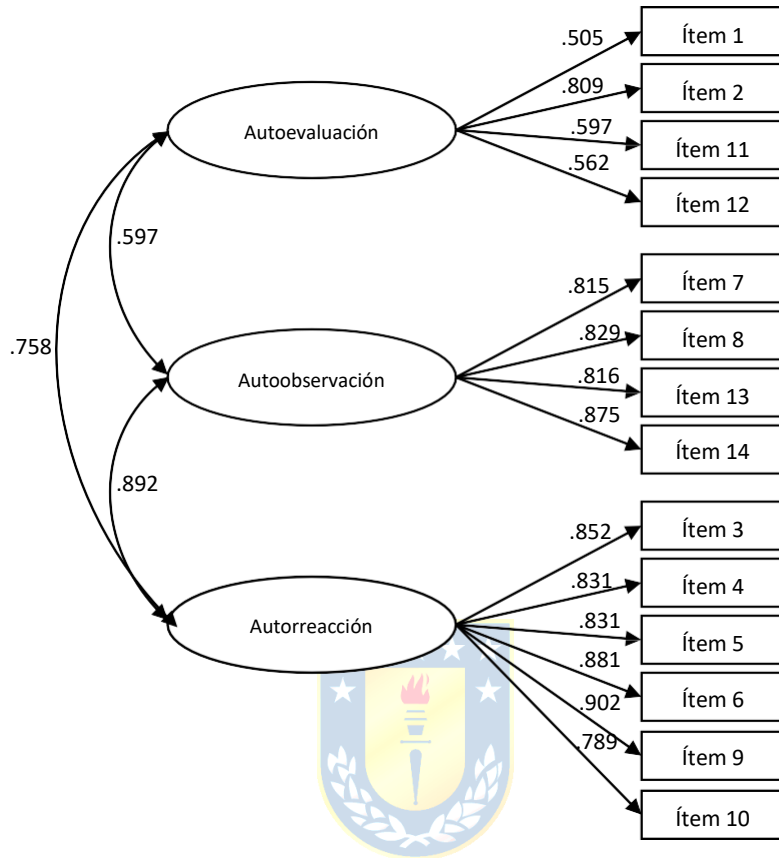 .505
Ítem 1
.809
Ítem 2
Autoevaluación
.597
Ítem 11
.562
Ítem 12
.597
.815
Ítem 7
.758
.829
Ítem 8
Autoobservación
.816
Ítem 13
.875
Ítem 14
.892
.852
Ítem 3
.831
Ítem 4
Autorreacción
.831
Ítem 5
.881
Ítem 6
.902
Ítem 9
.789
Ítem 10